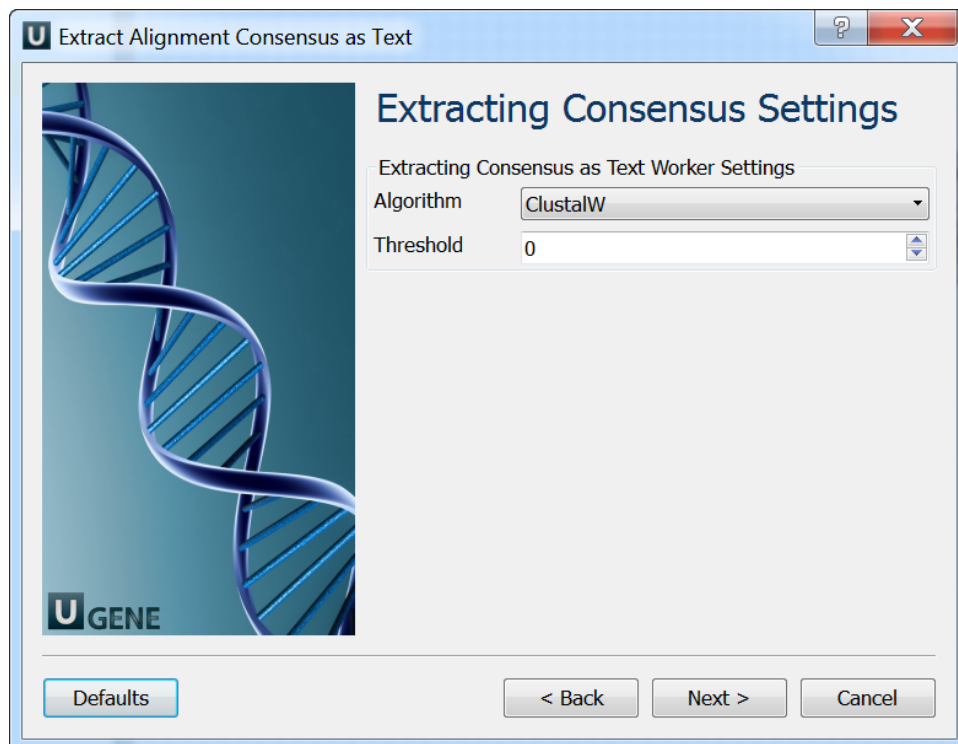 U Extract Alignment Consensus as Text
Extracting Consensus Settings
Extracting Consensus as Text Worker Settings
Algorithm ClustalW
Threshold 0
U GENE
Defaults < Back Next > Cancel